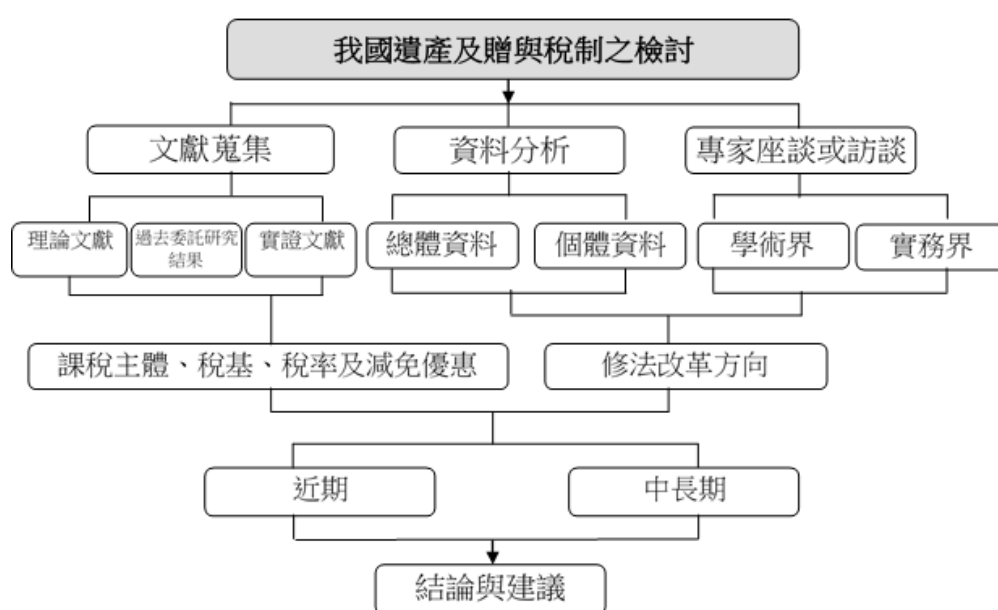 我國遺產及贈與稅制之檢討
文獻蒐集
資料分析
專家座談或訪談
理論文獻
過去委託研究
結果
實證文獻
總體資料
個體資料
學術界
實務界
課稅主體、稅基、稅率及減免優惠
修法改革方向
近期
中長期
結論與建議